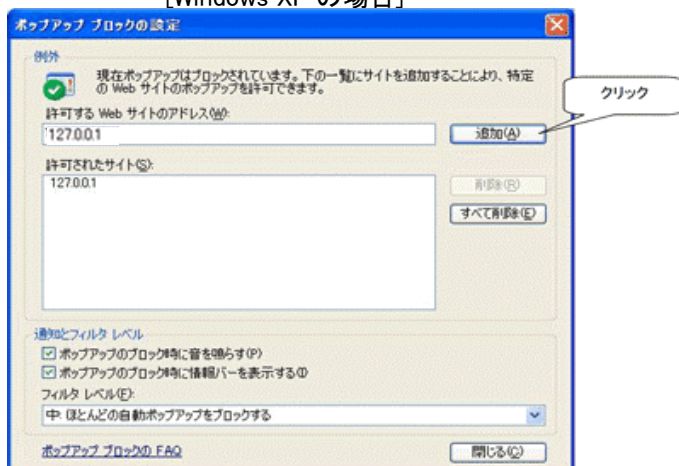 [Windows XP の場合]
ポップアップ ブロックの設定
例外
現在ポップアップはブロックされています。下の一覧にサイトを追加することにより、特定
の Web サイトのポップアップを許可できます。
許可する Web サイトのアドレス(W):
127.0.0.1
追加(A)
クリック
許可されたサイト(S):
127.0.0.1
削除(R)
すべて削除(E)
通知とフィルタ レベル
ポップアップのブロック時に音を鳴らす(P)
ポップアップのブロック時に情報バーを表示する(I)
フィルタ レベル(F):
中: ほとんどの自動ポップアップをブロックする
ポップアップ ブロックの FAQ
閉じる(C)